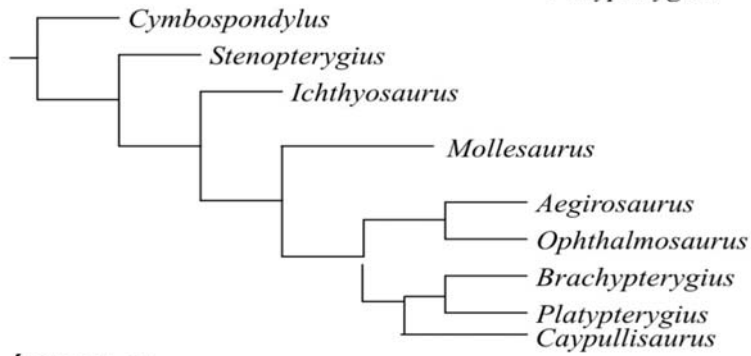 Cymbospondylus
Stenopterygius
Ichthyosaurus
Mollesaurus
Aegirosaurus
Ophthalmosaurus
Brachypterygius
Platypterygius
Caypullisaurus